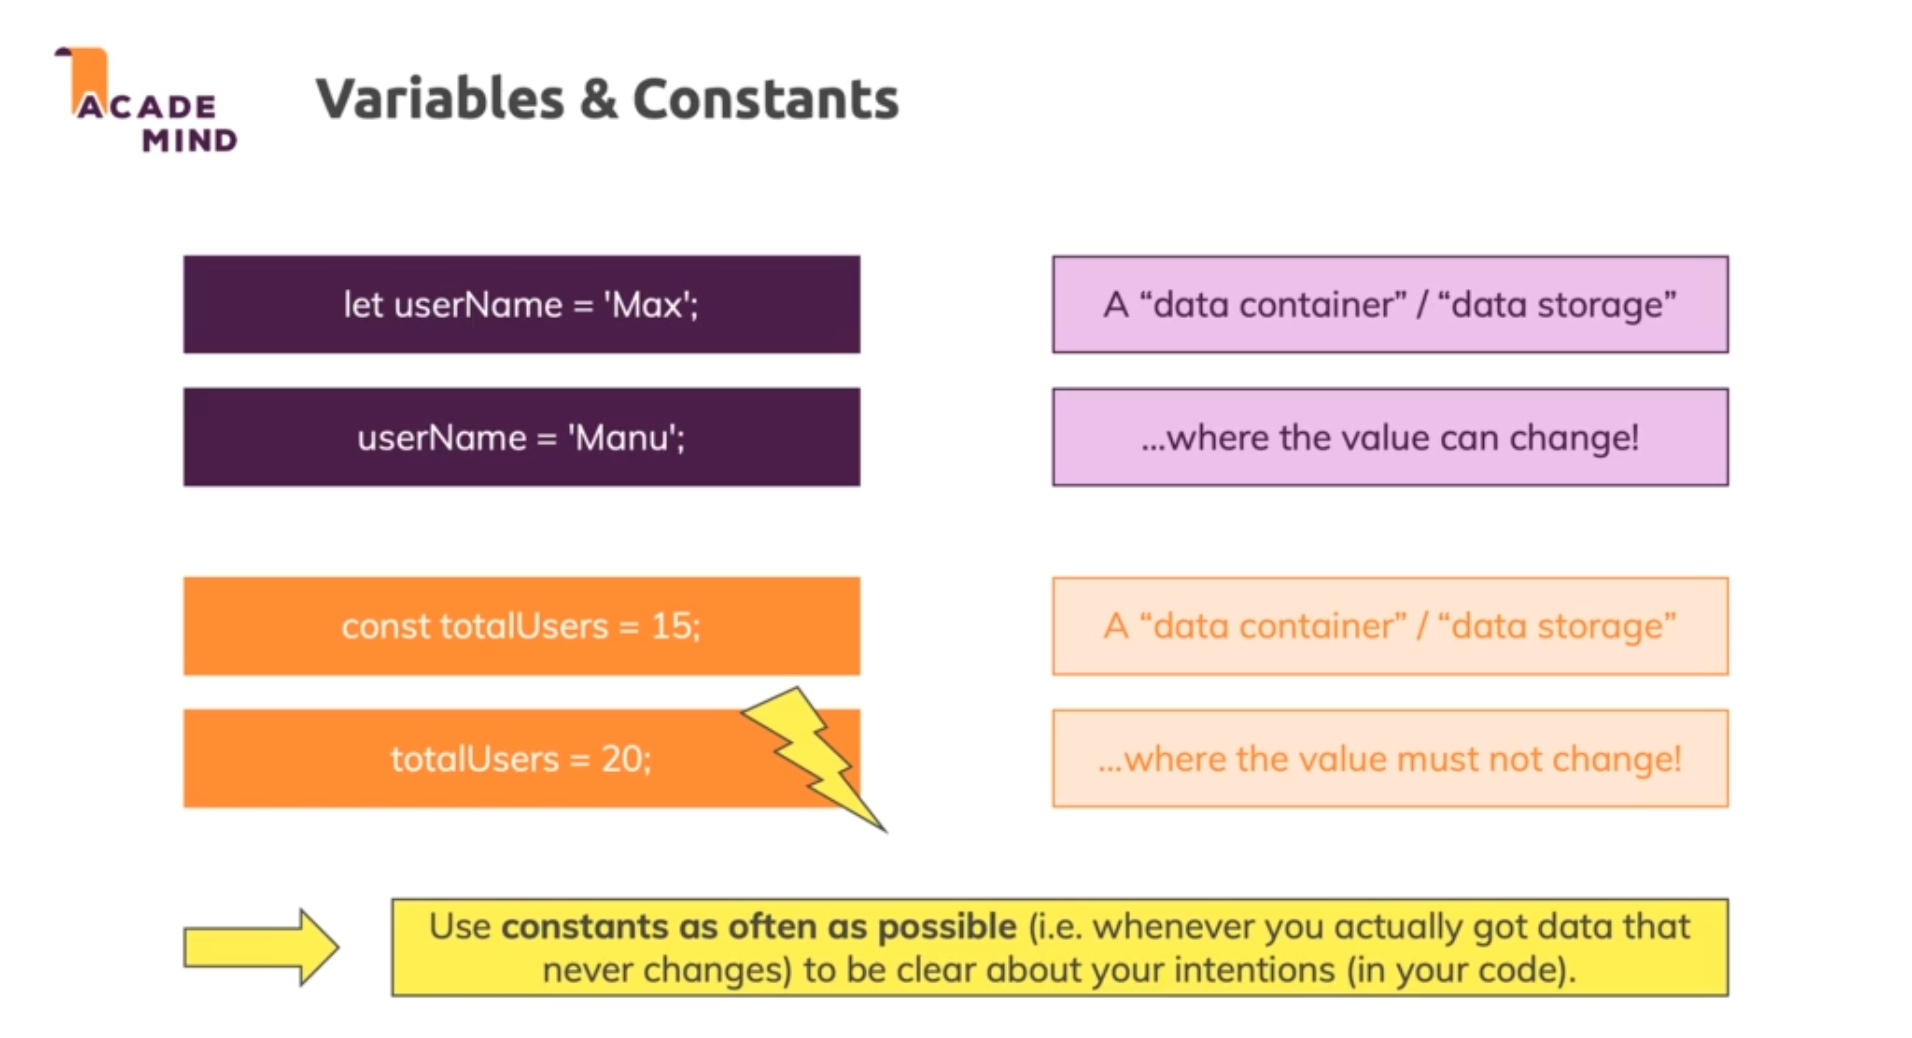 ACADE
MIND
Variables & Constants
let userName = 'Max';
A “data container” / “data storage”
userName = 'Manu';
...where the value can change!
const totalUsers = 15;
A “data container” / “data storage”
totalUsers = 20;
...where the value must not change!
Use constants as often as possible (i.e. whenever you actually got data that
never changes) to be clear about your intentions (in your code).